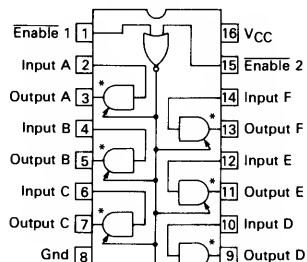 Enable 1 1
Input A 2
Output A 3 *
Input B 4
Output B 5 *
Input C 6
Output C 7 *
Gnd 8
16 VCC
15 Enable 2
14 Input F
* 13 Output F
12 Input E
* 11 Output E
10 Input D
* 9 Output D